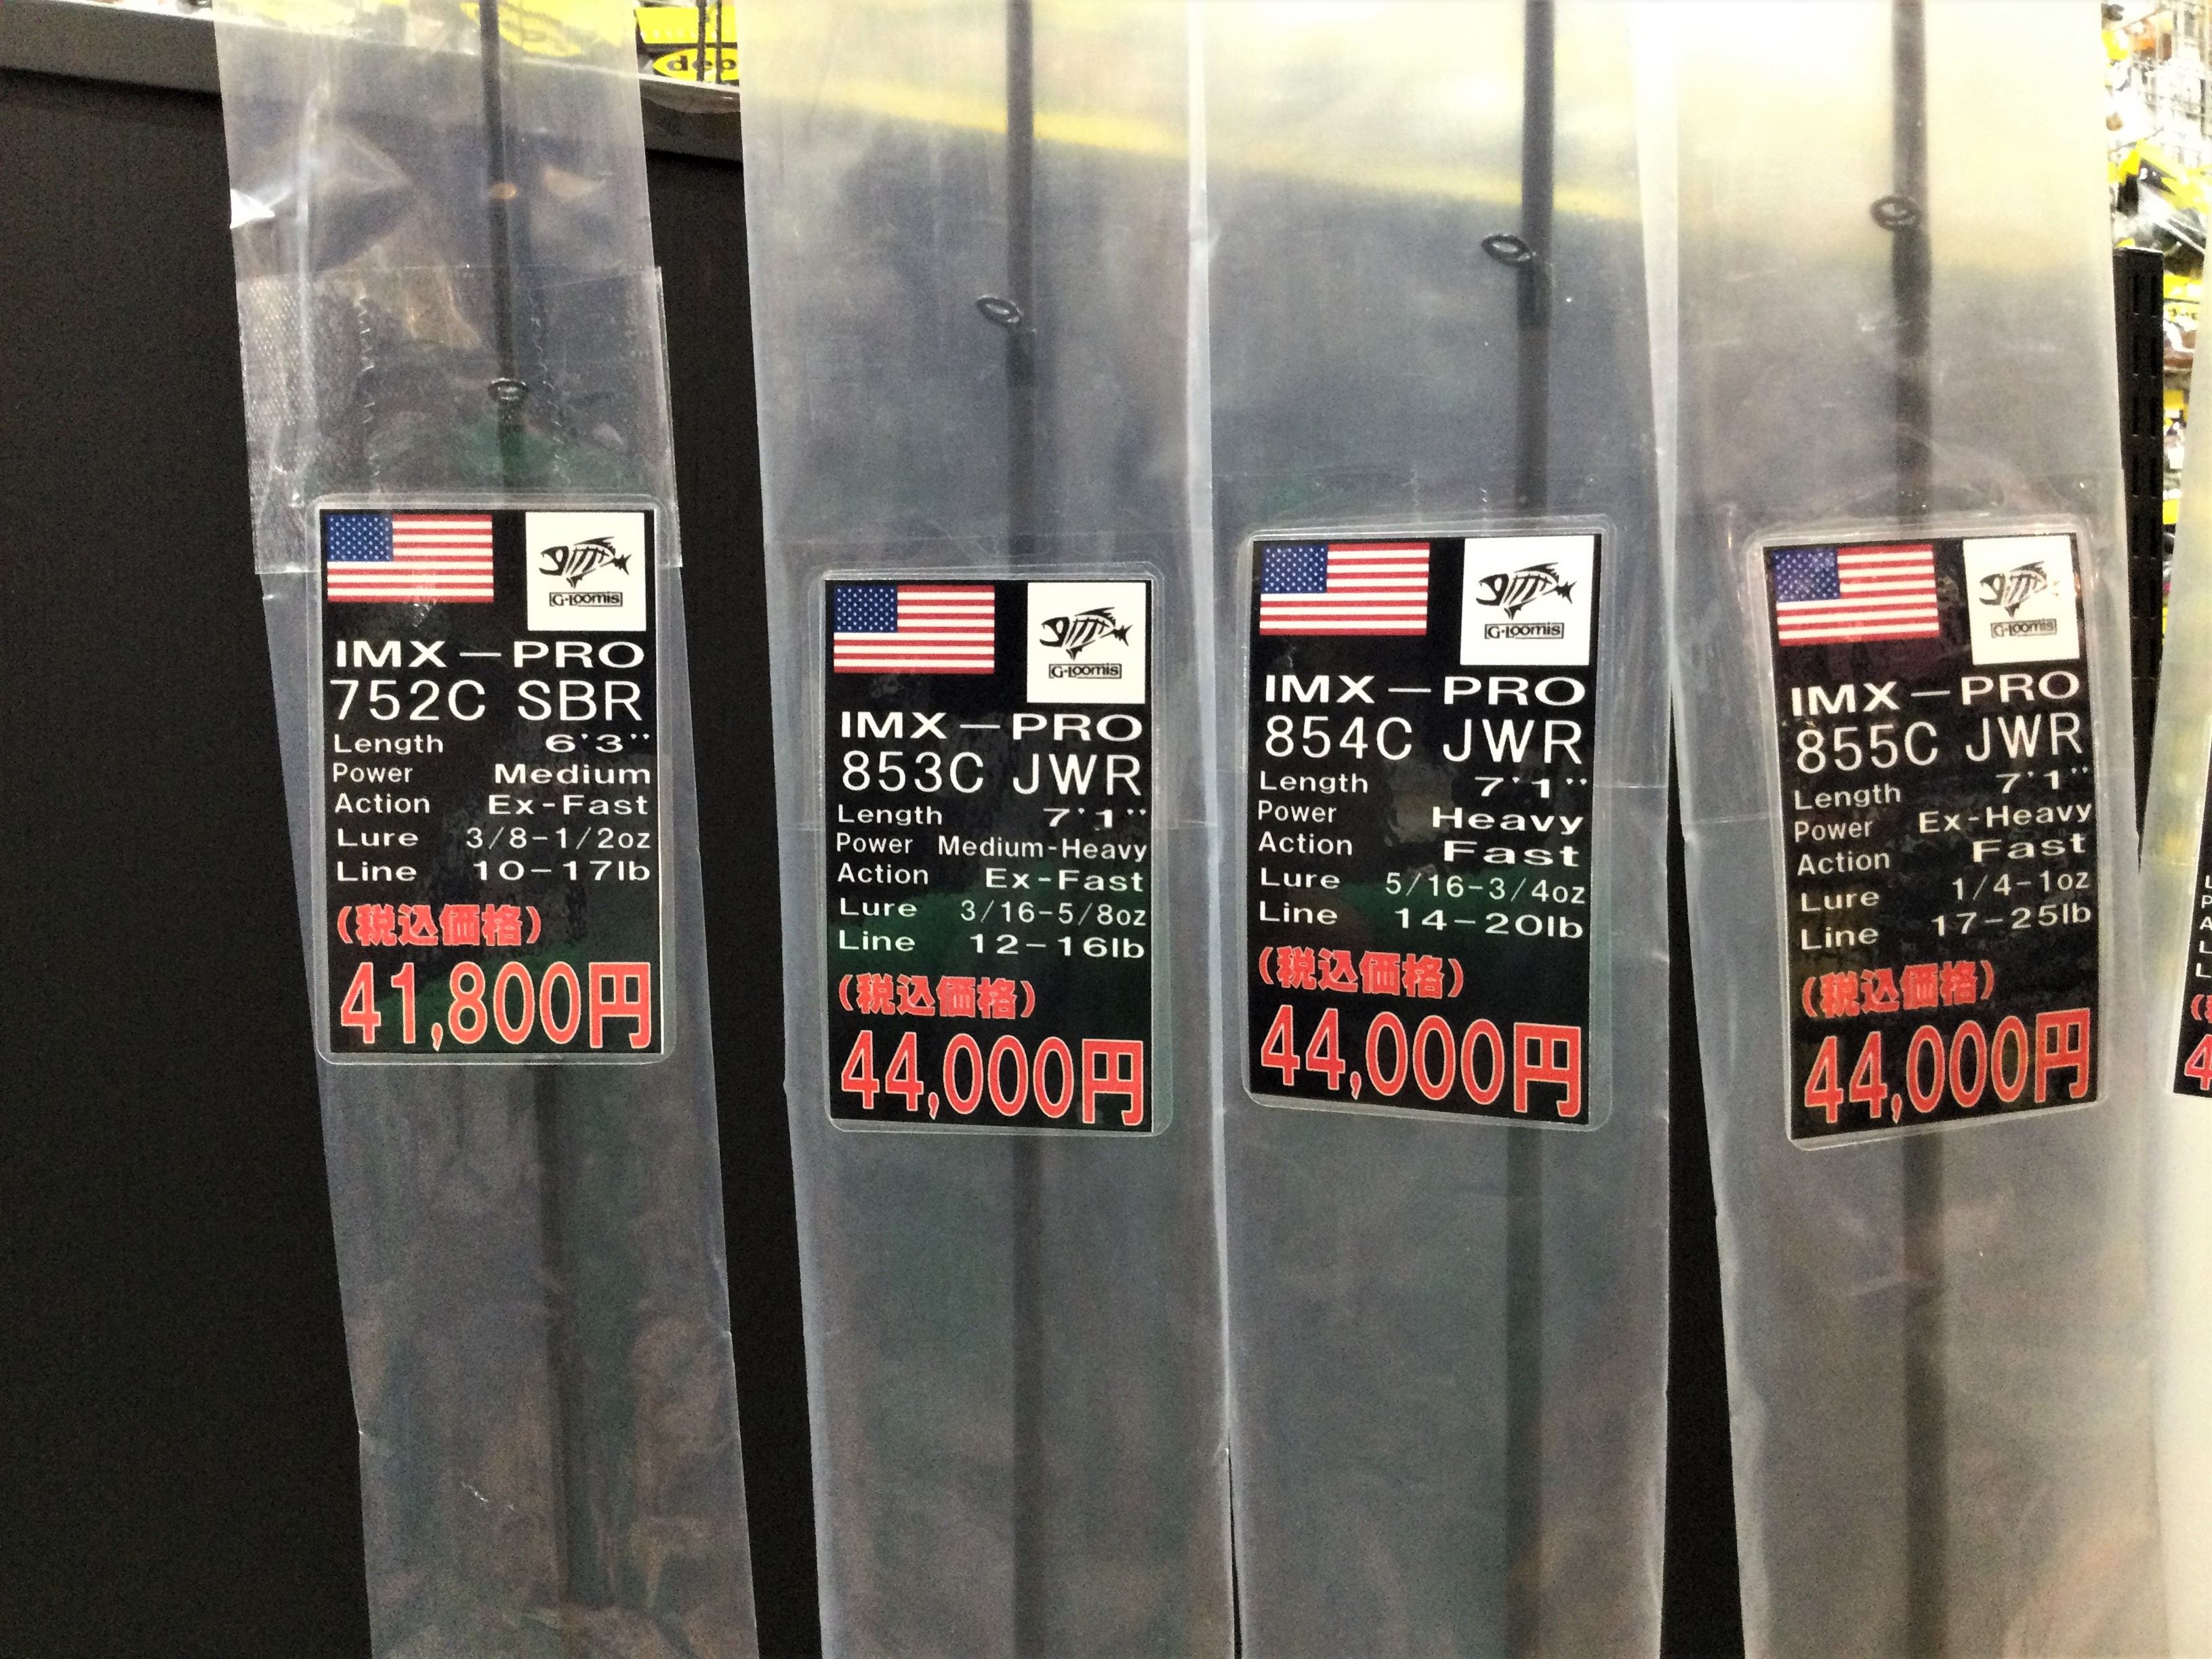 dep
G-Loomis
IMX－PRO
752C SBR
Length 6'3''
Power Medium
Action Ex-Fast
Lure 3/8-1/2oz
Line 10-17lb
(税込価格)
41,800円
G-Loomis
IMX－PRO
853C JWR
Length 7'1''
Power Medium-Heavy
Action Ex-Fast
Lure 3/16-5/8oz
Line 12-16lb
(税込価格)
44,000円
G-Loomis
IMX－PRO
854C JWR
Length 7'1''
Power Heavy
Action Fast
Lure 5/16-3/4oz
Line 14-20lb
(税込価格)
44,000円
G-Loomis
IMX－PRO
855C JWR
Length 7'1''
Power Ex-Heavy
Action Fast
Lure 1/4-1oz
Line 17-25lb
(税込価格)
44,000円